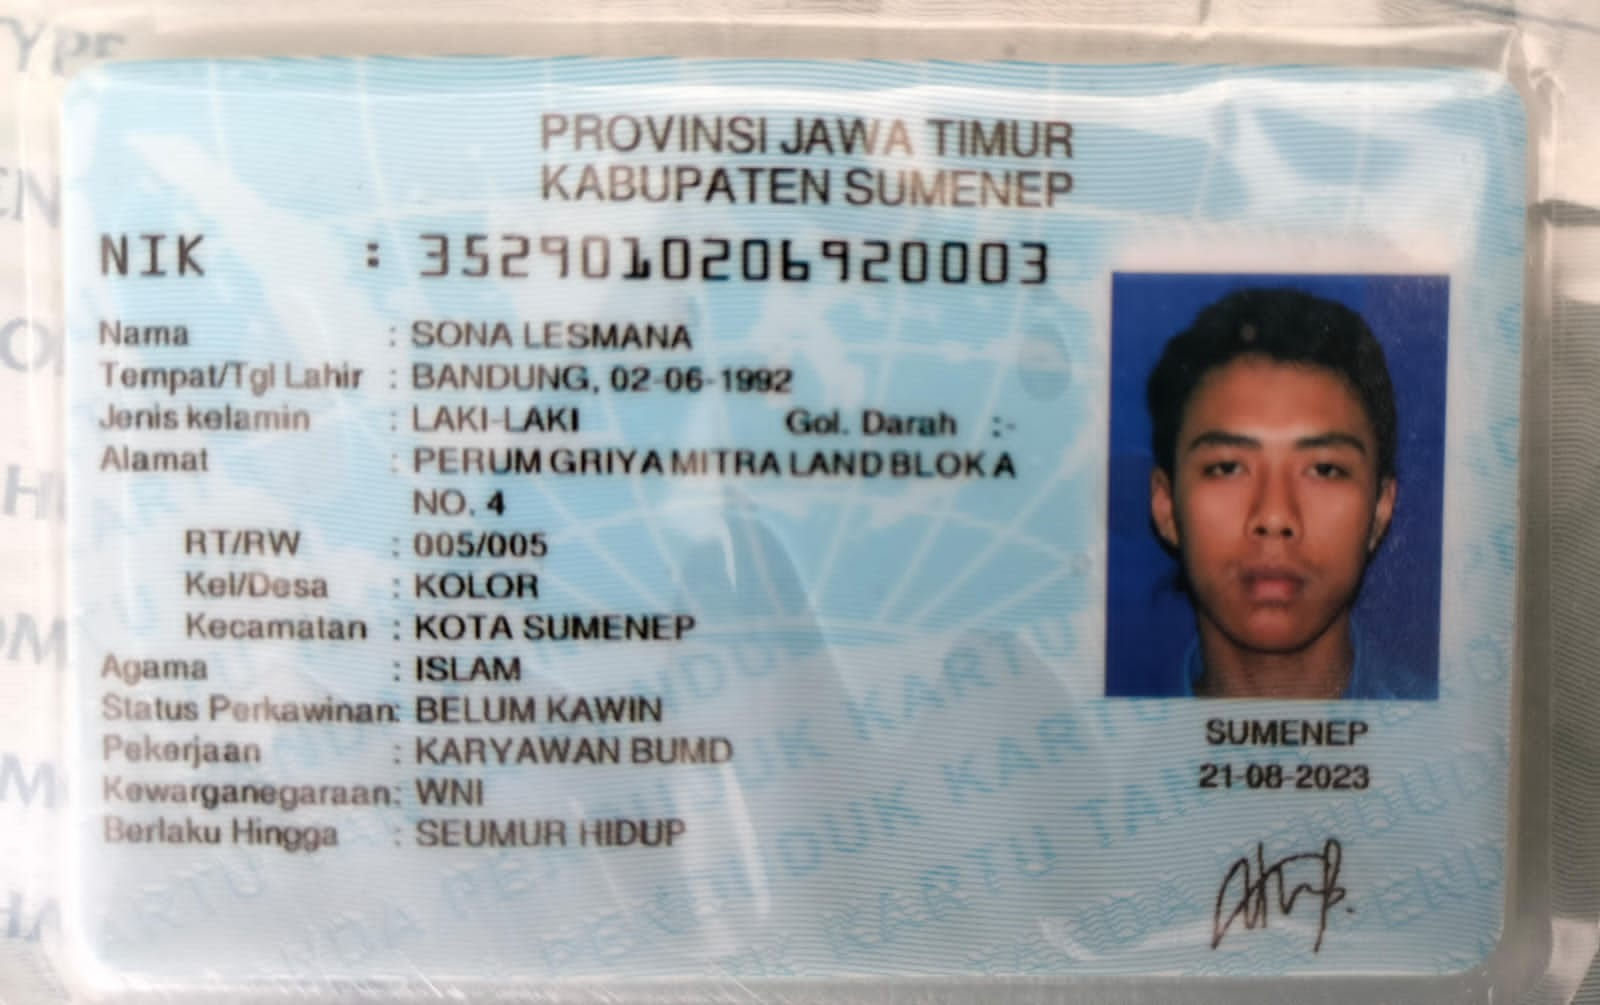 PROVINSI JAWA TIMUR
KABUPATEN SUMENEP
NIK : 3529010206920003
Nama : SONA LESMANA
Tempat/Tgl Lahir : BANDUNG, 02-06-1992
Jenis kelamin : LAKI-LAKI Gol. Darah :-
Alamat : PERUM GRIYA MITRA LAND BLOK A
NO. 4
RT/RW : 005/005
Kel/Desa : KOLOR
Kecamatan : KOTA SUMENEP
Agama : ISLAM
Status Perkawinan: BELUM KAWIN
Pekerjaan : KARYAWAN BUMD
Kewarganegaraan: WNI
Berlaku Hingga : SEUMUR HIDUP
SUMENEP
21-08-2023